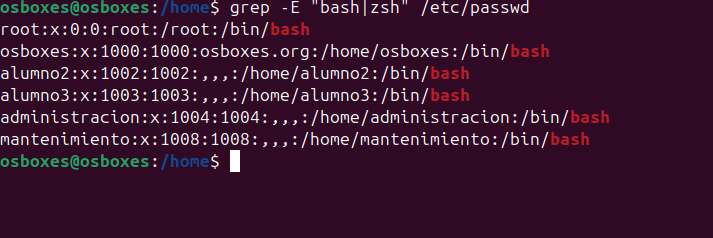 osboxes@osboxes:/home$ grep -E "bash|zsh" /etc/passwd
root:x:0:0:root:/root:/bin/bash
osboxes:x:1000:1000:osboxes.org:/home/osboxes:/bin/bash
alumno2:x:1002:1002:,,,:/home/alumno2:/bin/bash
alumno3:x:1003:1003:,,,:/home/alumno3:/bin/bash
administracion:x:1004:1004:,,,:/home/administracion:/bin/bash
mantenimiento:x:1008:1008:,,,:/home/mantenimiento:/bin/bash
osboxes@osboxes:/home$